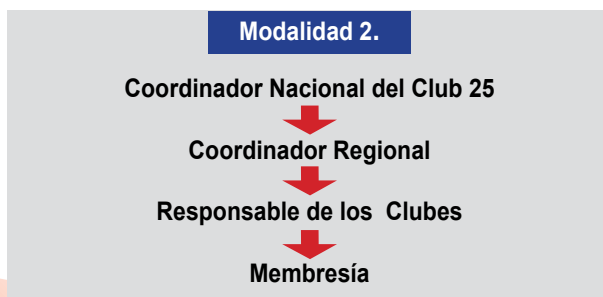 Modalidad 2.
Coordinador Nacional del Club 25
Coordinador Regional
Responsable de los Clubes
Membresía